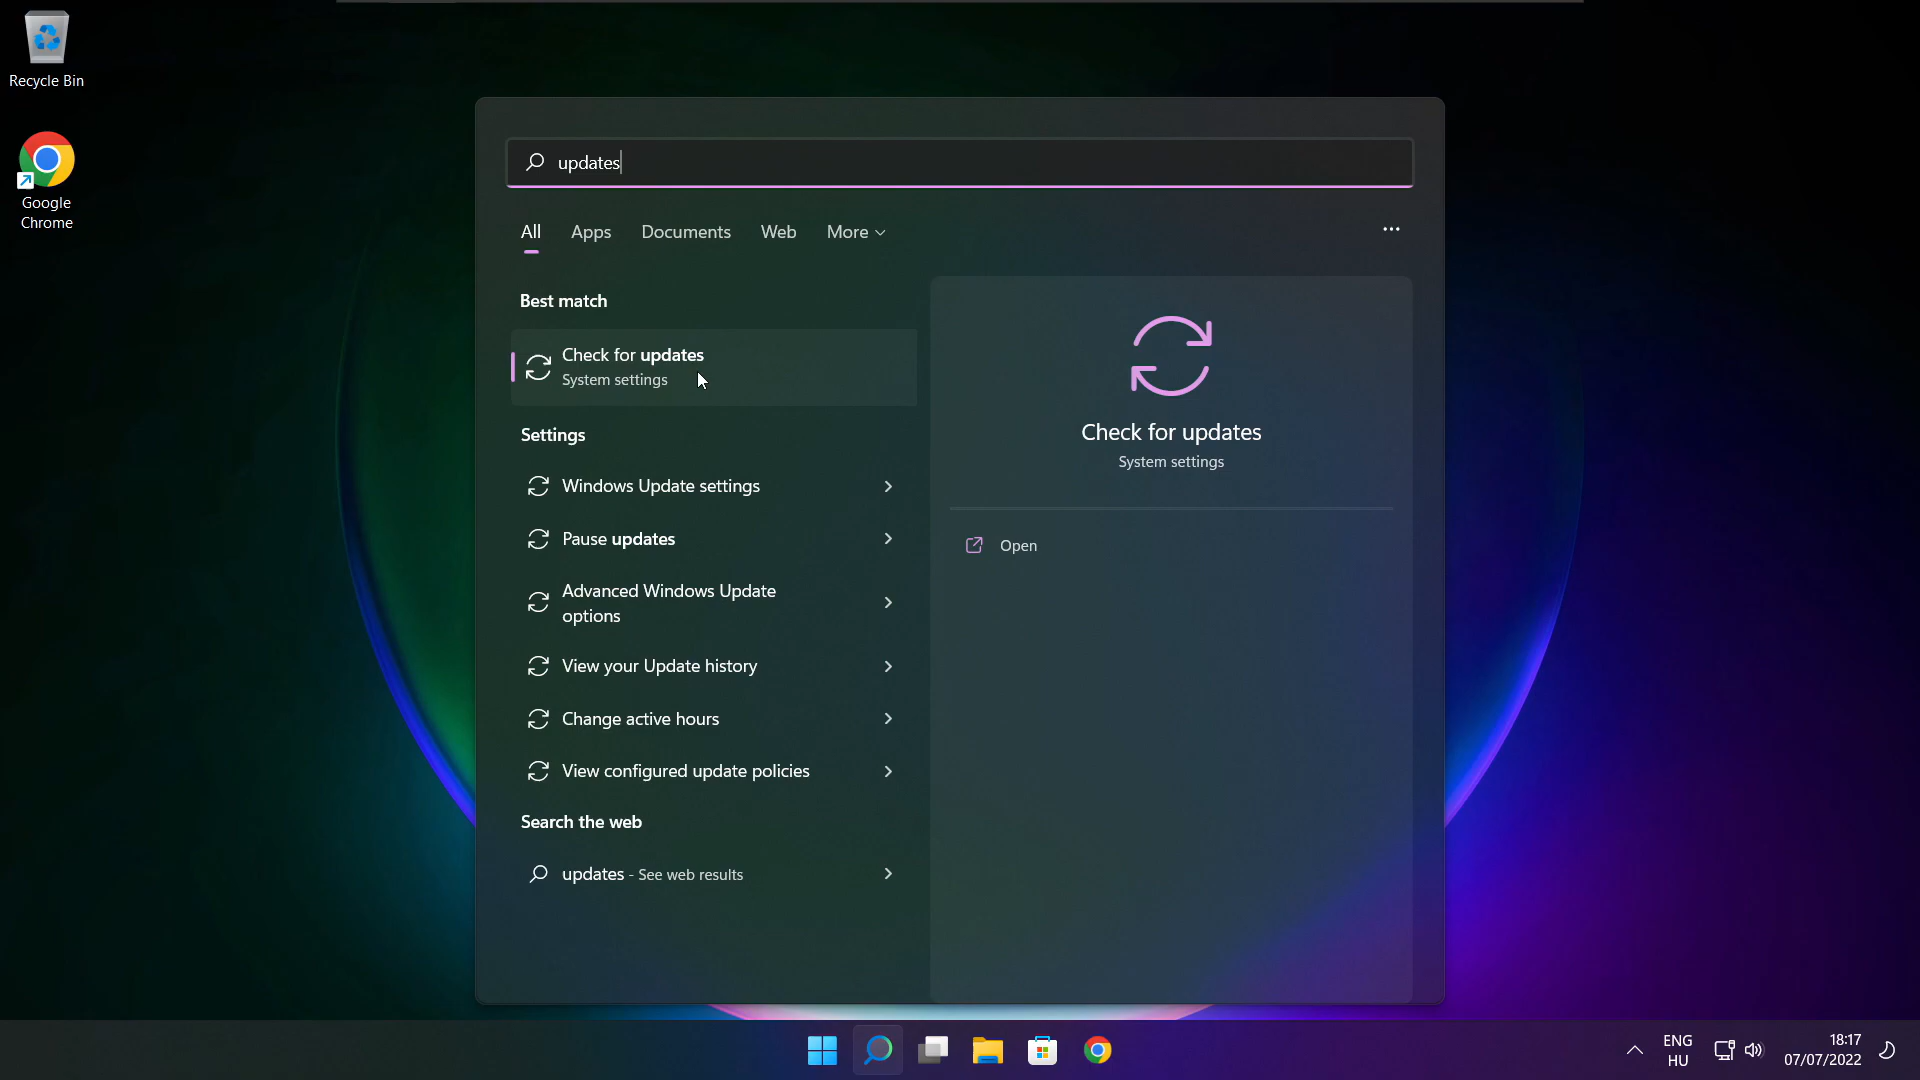 Recycle Bin
Google
Chrome
updates
All
Apps
Documents
Web
More
Best match
Check for updates
System settings
Settings
Windows Update settings
Pause updates
Advanced Windows Update
options
View your Update history
Change active hours
View configured update policies
Search the web
updates - See web results
Check for updates
System settings
Open
ENG
HU
18:17
07/07/2022